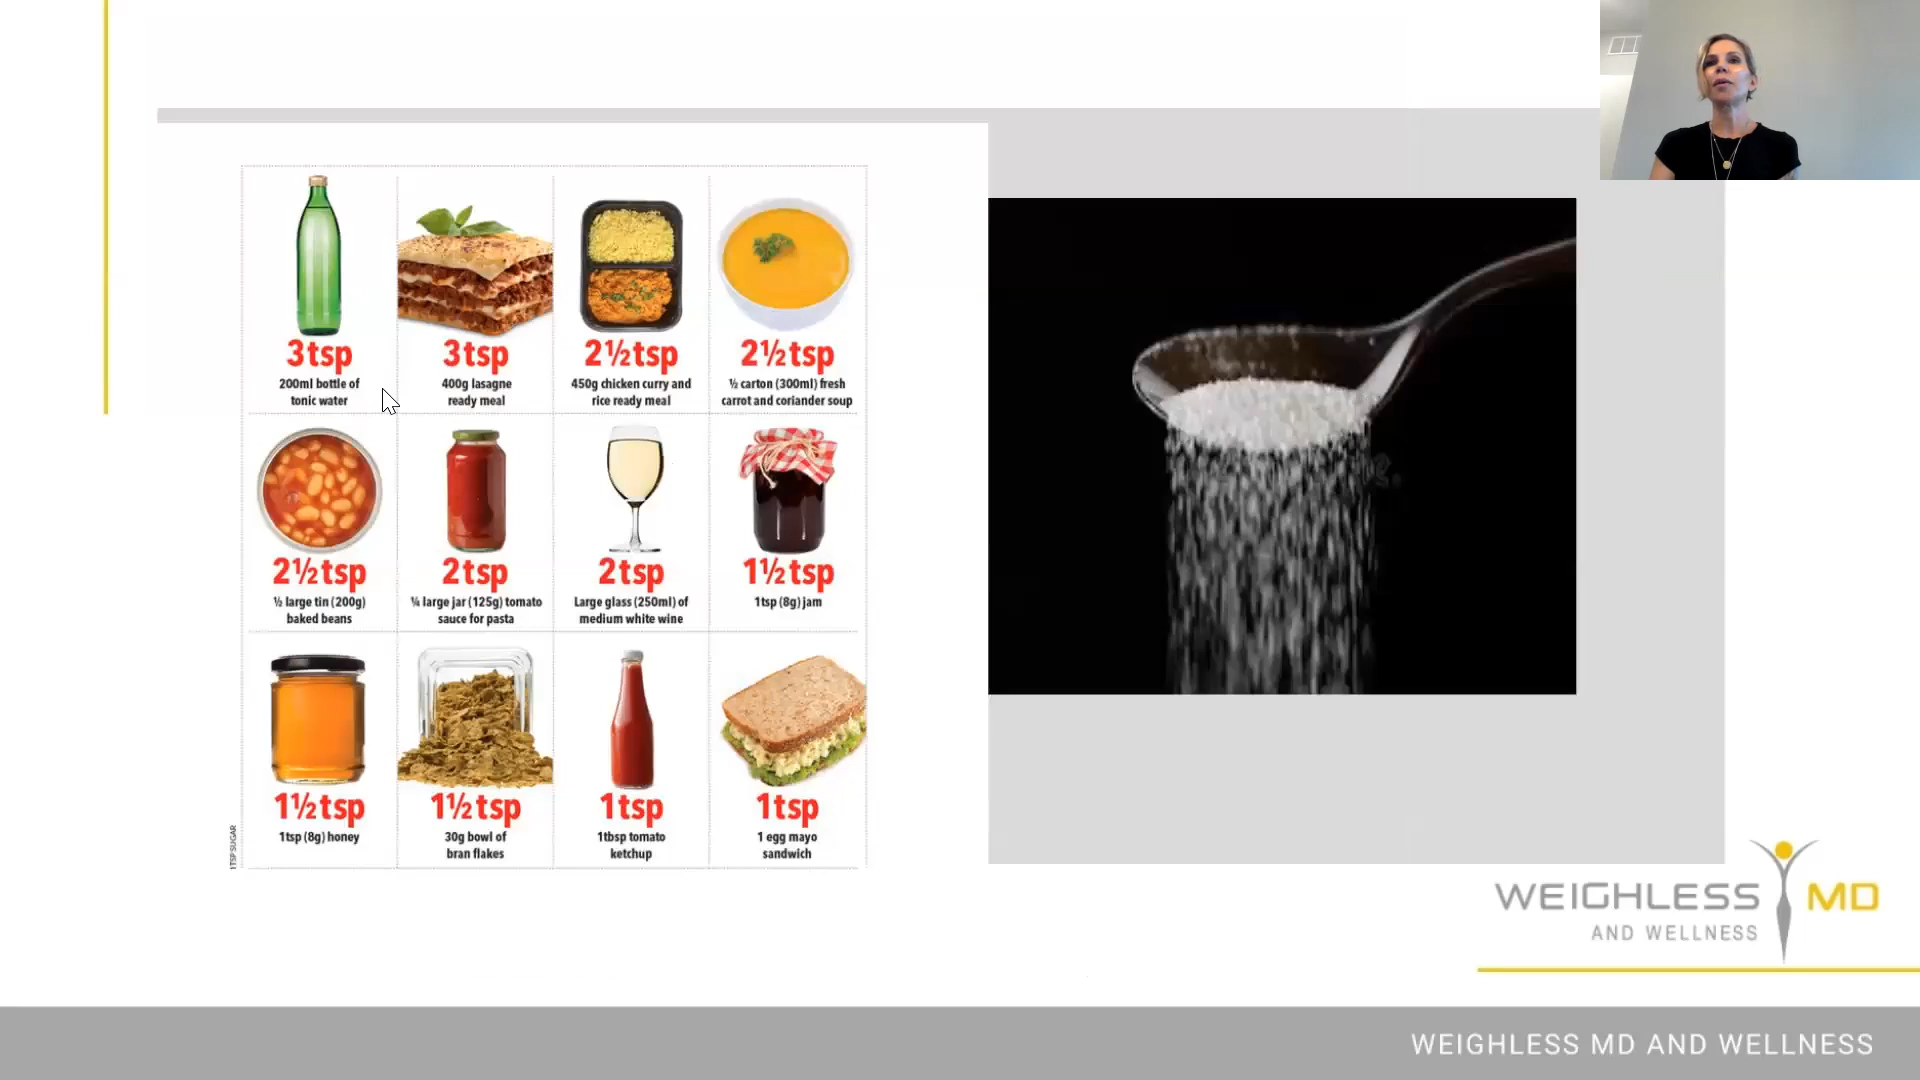 3tsp
200ml bottle of
tonic water
3tsp
400g lasagne
ready meal
2½tsp
450g chicken curry and
rice ready meal
2½tsp
½ carton (300ml) fresh
carrot and coriander soup
2½tsp
½ large tin (200g)
baked beans
2tsp
¼ large jar (125g) tomato
sauce for pasta
2tsp
Large glass (250ml) of
medium white wine
1½tsp
1tsp (8g) jam
1½tsp
1tsp (8g) honey
1½tsp
30g bowl of
bran flakes
1tsp
1tbsp tomato
ketchup
1tsp
1 egg mayo
sandwich
1TSP SUGAR
WEIGHLESS MD
AND WELLNESS
WEIGHLESS MD AND WELLNESS